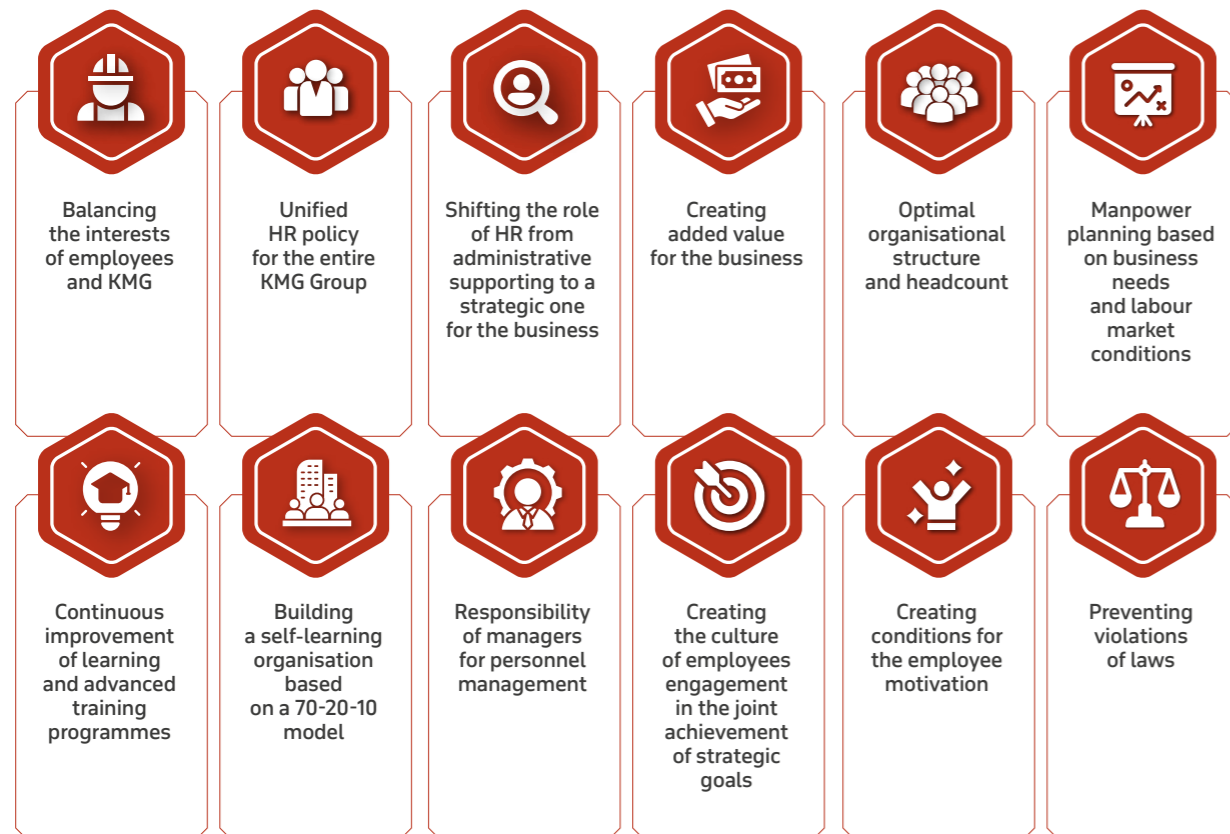 Balancing
the interests
of employees
and KMG
Unified
HR policy
for the entire
KMG Group
Shifting the role
of HR from
administrative
supporting to a
strategic one
for the business
Creating
added value
for the business
Optimal
organisational
structure
and headcount
Manpower
planning based
on business
needs
and labour
market
conditions
Continuous
improvement
of learning
and advanced
training
programmes
Building
a self-learning
organisation
based
on a 70-20-10
model
Responsibility
of managers
for personnel
management
Creating
the culture
of employees
engagement
in the joint
achievement
of strategic
goals
Creating
conditions for
the employee
motivation
Preventing
violations
of laws